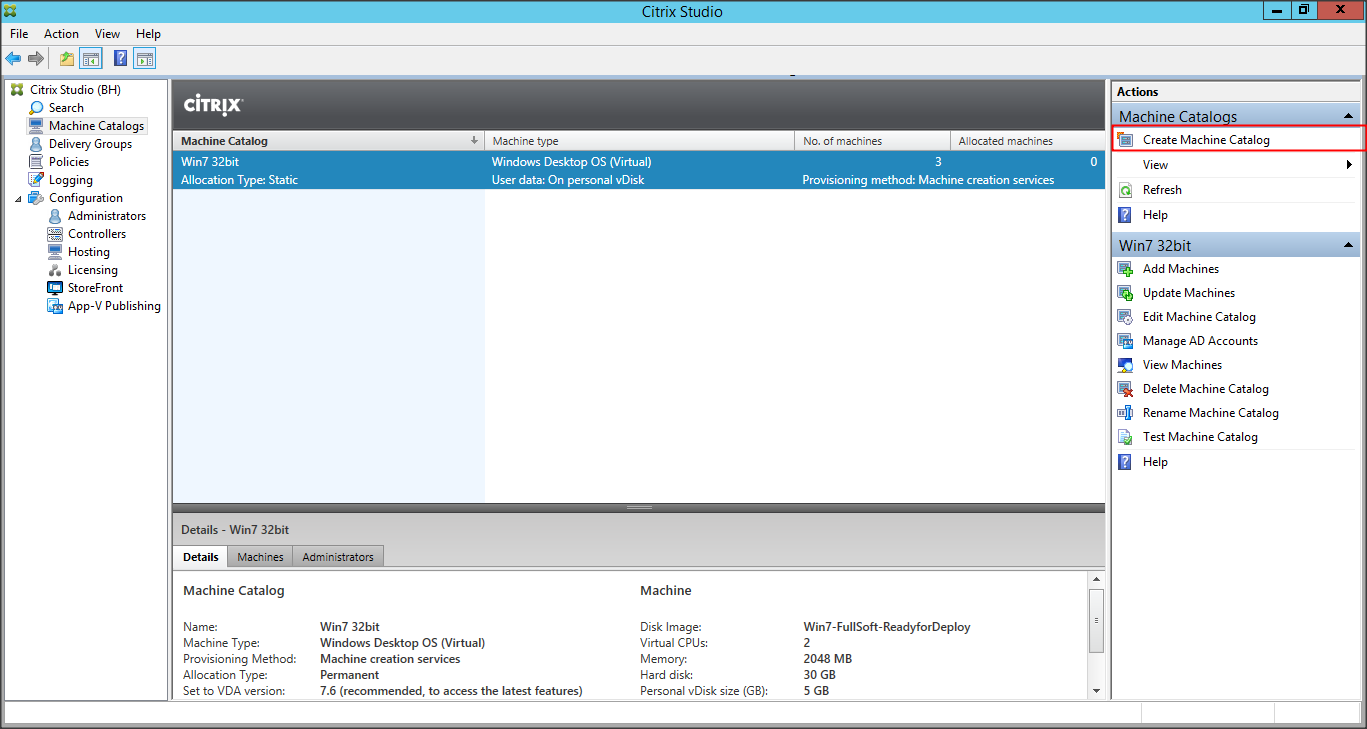 Citrix Studio
File Action View Help
Citrix Studio (BH)
Search
Machine Catalogs
Delivery Groups
Policies
Logging
Configuration
Administrators
Controllers
Hosting
Licensing
StoreFront
App-V Publishing
CİTRIX
Machine Catalog Machine type No. of machines Allocated machines
Win7 32bit Windows Desktop OS (Virtual) 3 0
Allocation Type: Static User data: On personal vDisk Provisioning method: Machine creation services
Details - Win7 32bit
Details Machines Administrators
Machine Catalog Machine
Name: Win7 32bit Disk Image: Win7-FullSoft-ReadyforDeploy
Machine Type: Windows Desktop OS (Virtual) Virtual CPUs: 2
Provisioning Method: Machine creation services Memory: 2048 MB
Allocation Type: Permanent Hard disk: 30 GB
Set to VDA version: 7.6 (recommended, to access the latest features) Personal vDisk size (GB): 5 GB
Actions
Machine Catalogs
Create Machine Catalog
View
Refresh
Help
Win7 32bit
Add Machines
Update Machines
Edit Machine Catalog
Manage AD Accounts
View Machines
Delete Machine Catalog
Rename Machine Catalog
Test Machine Catalog
Help